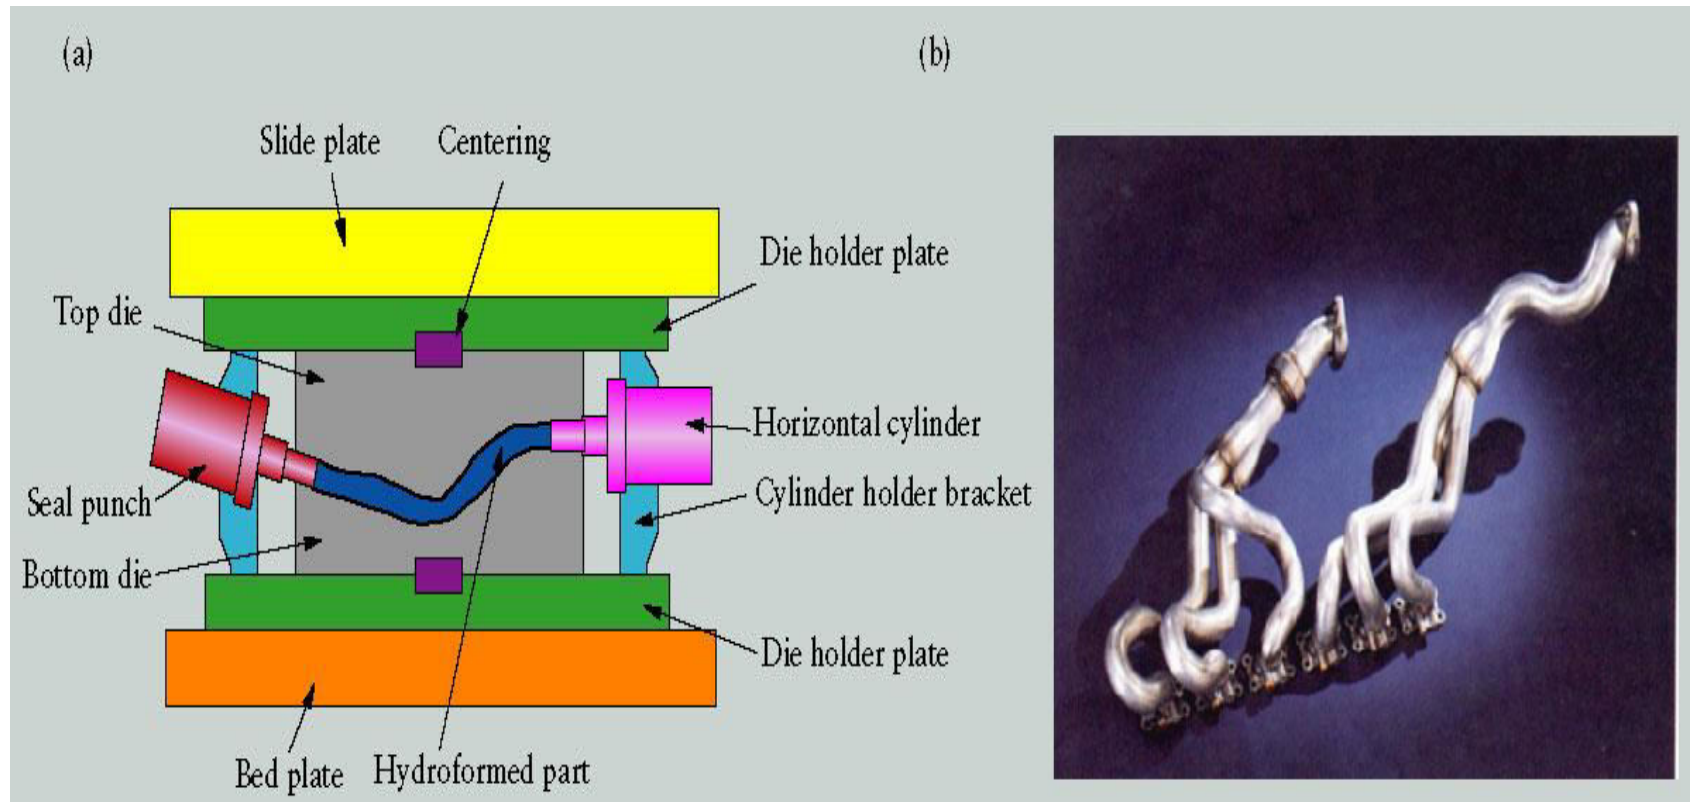 (a)
(b)
Slide plate
Centering
Die holder plate
Top die
Horizontal cylinder
Seal punch
Cylinder holder bracket
Bottom die
Die holder plate
Bed plate
Hydroformed part